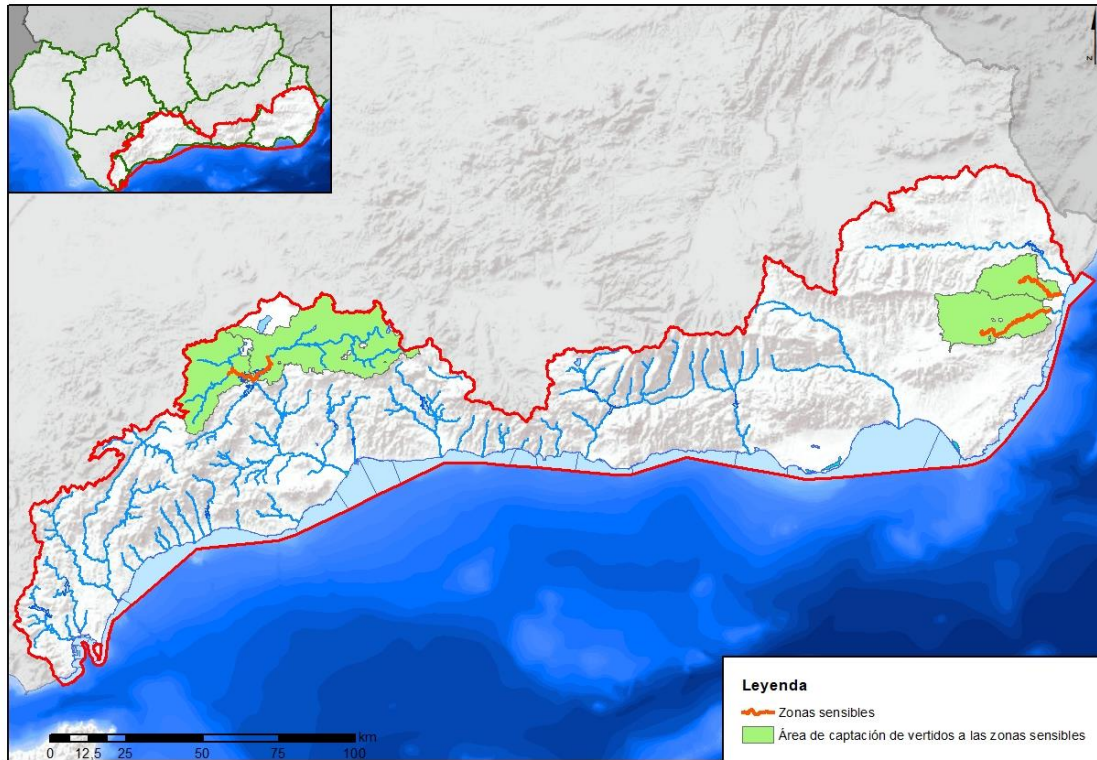 N
Leyenda
Zonas sensibles
Área de captación de vertidos a las zonas sensibles
km
0 12,5 25 50 75 100